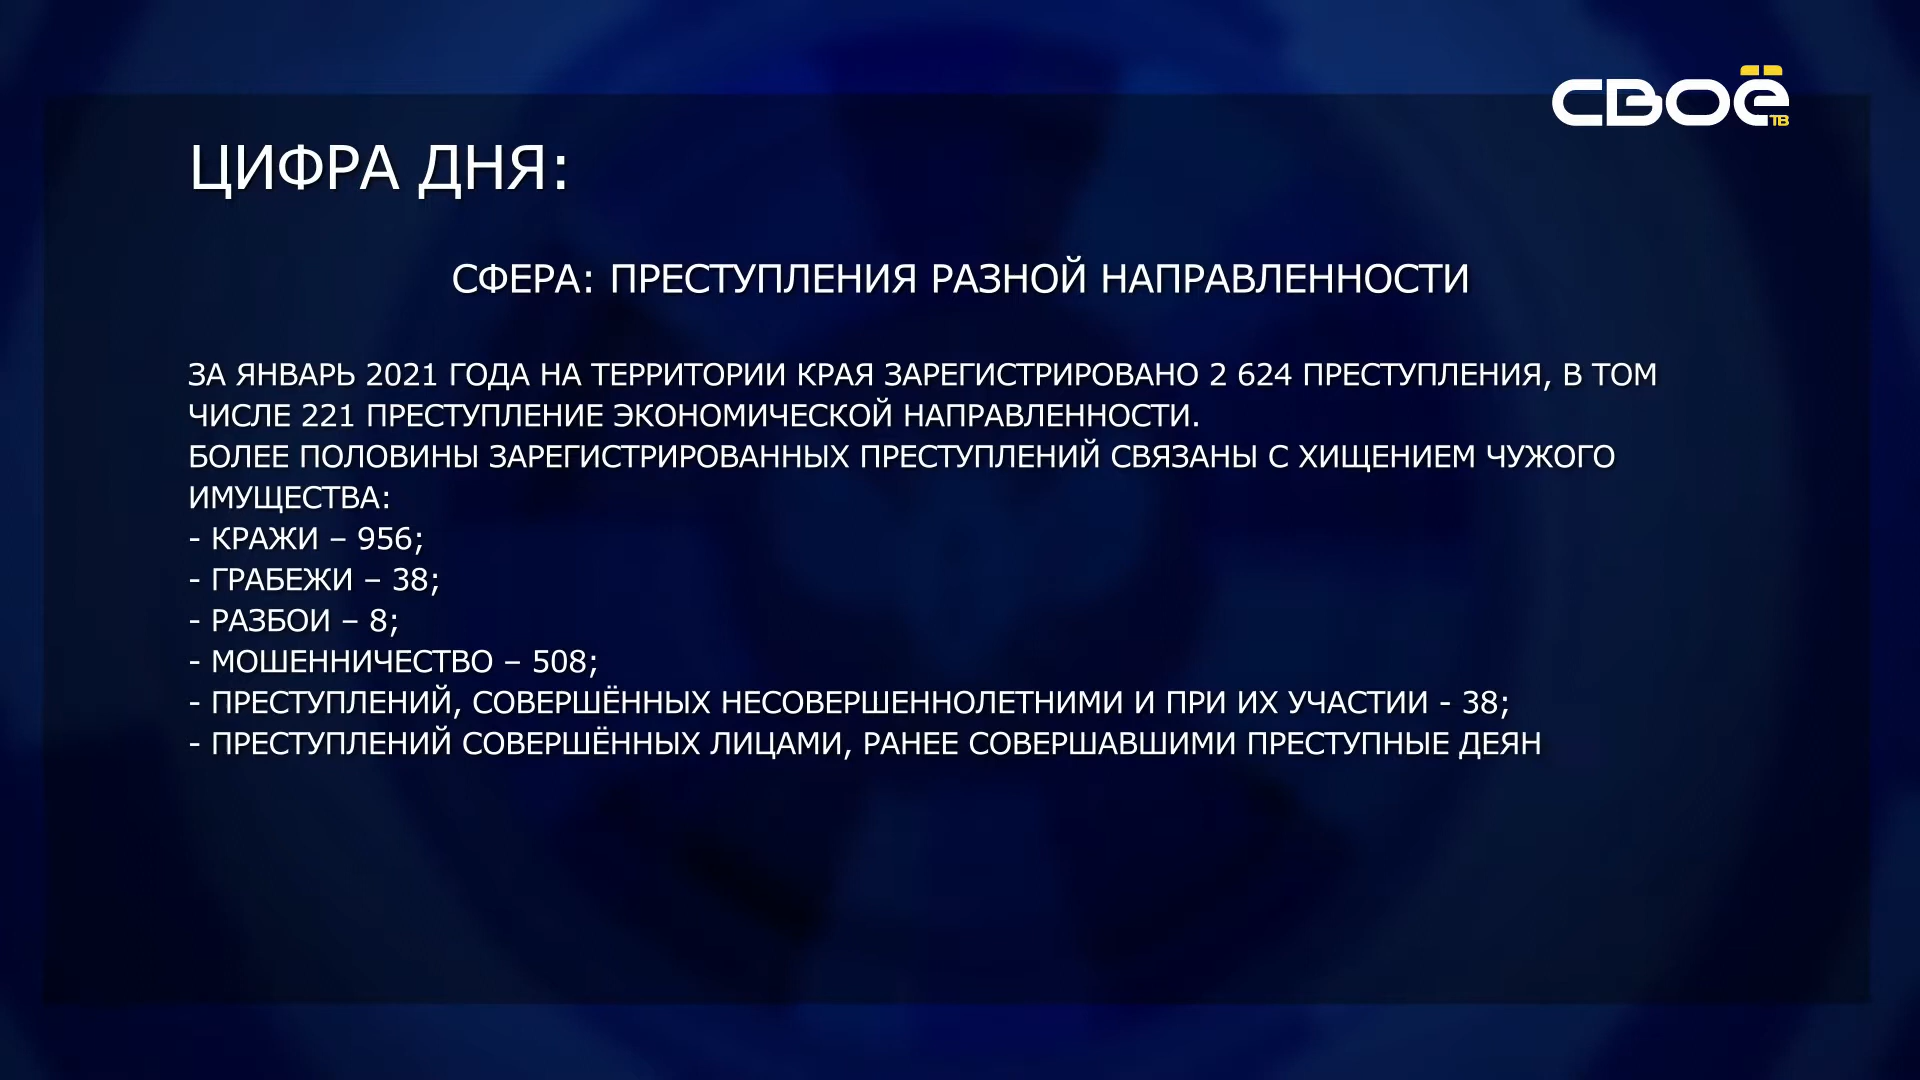 СВОЁ
ТВ
ЦИФРА ДНЯ:
СФЕРА: ПРЕСТУПЛЕНИЯ РАЗНОЙ НАПРАВЛЕННОСТИ
ЗА ЯНВАРЬ 2021 ГОДА НА ТЕРРИТОРИИ КРАЯ ЗАРЕГИСТРИРОВАНО 2 624 ПРЕСТУПЛЕНИЯ, В ТОМ
ЧИСЛЕ 221 ПРЕСТУПЛЕНИЕ ЭКОНОМИЧЕСКОЙ НАПРАВЛЕННОСТИ.
БОЛЕЕ ПОЛОВИНЫ ЗАРЕГИСТРИРОВАННЫХ ПРЕСТУПЛЕНИЙ СВЯЗАНЫ С ХИЩЕНИЕМ ЧУЖОГО
ИМУЩЕСТВА:
- КРАЖИ – 956;
- ГРАБЕЖИ – 38;
- РАЗБОИ – 8;
- МОШЕННИЧЕСТВО – 508;
- ПРЕСТУПЛЕНИЙ, СОВЕРШЁННЫХ НЕСОВЕРШЕННОЛЕТНИМИ И ПРИ ИХ УЧАСТИИ - 38;
- ПРЕСТУПЛЕНИЙ СОВЕРШЁННЫХ ЛИЦАМИ, РАНЕЕ СОВЕРШАВШИМИ ПРЕСТУПНЫЕ ДЕЯН